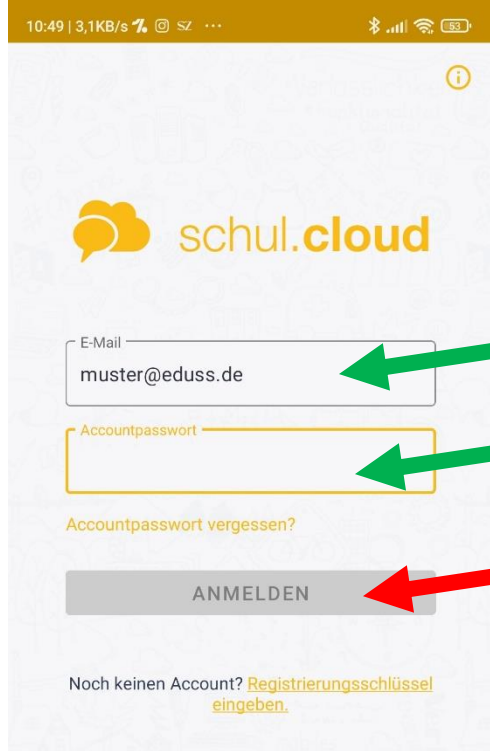 10:49 | 3,1KB/s SZ ...
53
schul.cloud
E-Mail
muster@eduss.de
Accountpasswort
Accountpasswort vergessen?
ANMELDEN
Noch keinen Account? Registrierungsschlüssel
eingeben.